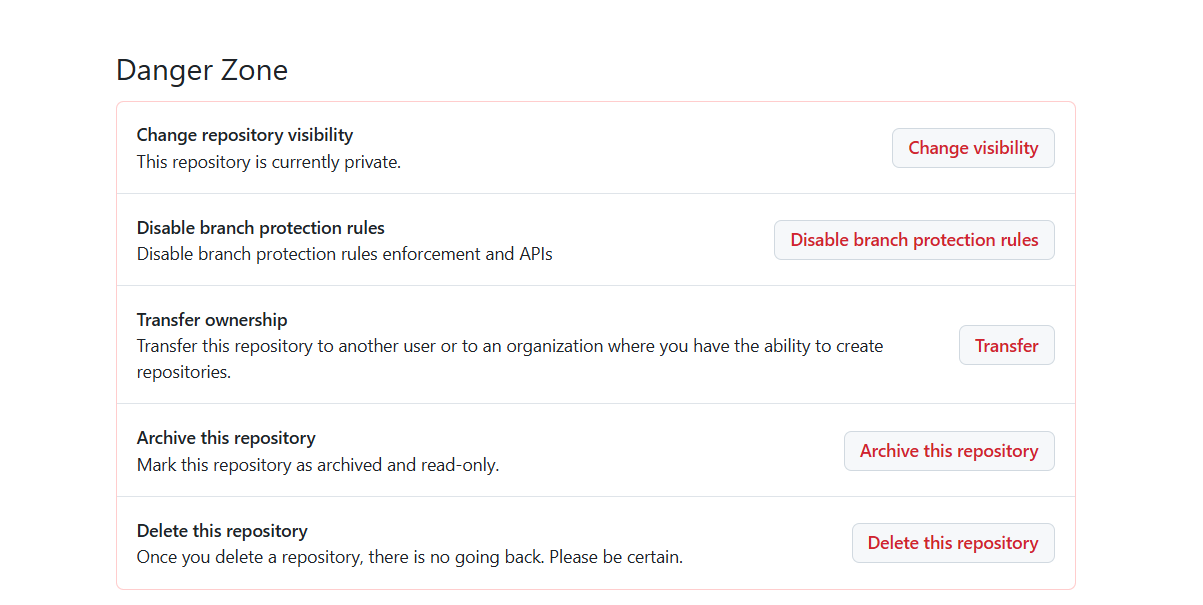 Danger Zone
Change repository visibility
This repository is currently private.
Change visibility
Disable branch protection rules
Disable branch protection rules enforcement and APIs
Disable branch protection rules
Transfer ownership
Transfer this repository to another user or to an organization where you have the ability to create
repositories.
Transfer
Archive this repository
Mark this repository as archived and read-only.
Archive this repository
Delete this repository
Once you delete a repository, there is no going back. Please be certain.
Delete this repository